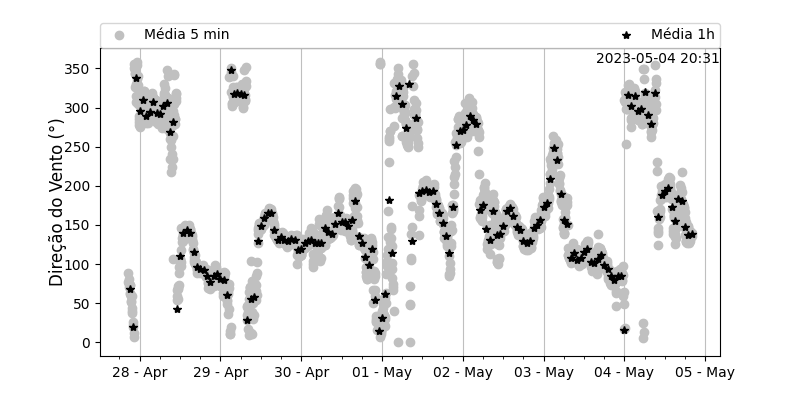 Média 5 min
Média 1h
2023-05-04 20:31
Direção do Vento (°)
350
300
250
200
150
100
50
0
28 - Apr
29 - Apr
30 - Apr
01 - May
02 - May
03 - May
04 - May
05 - May